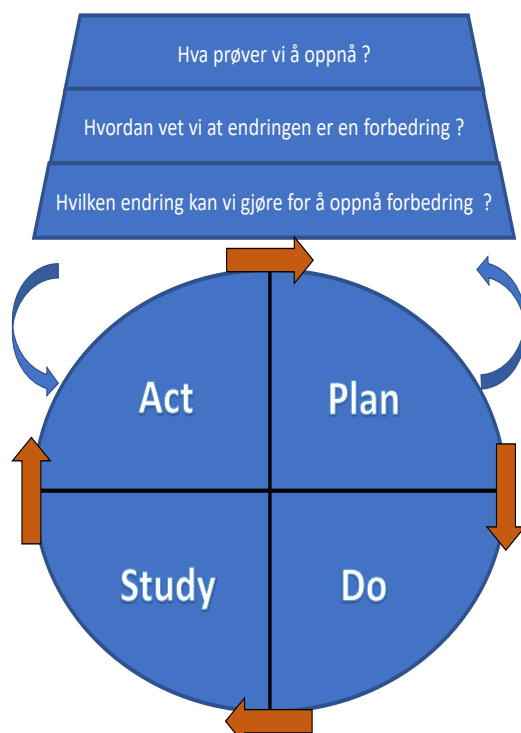 Hva prøver vi å oppnå ?
Hvordan vet vi at endringen er en forbedring ?
Hvilken endring kan vi gjøre for å oppnå forbedring ?
Act
Plan
Study
Do